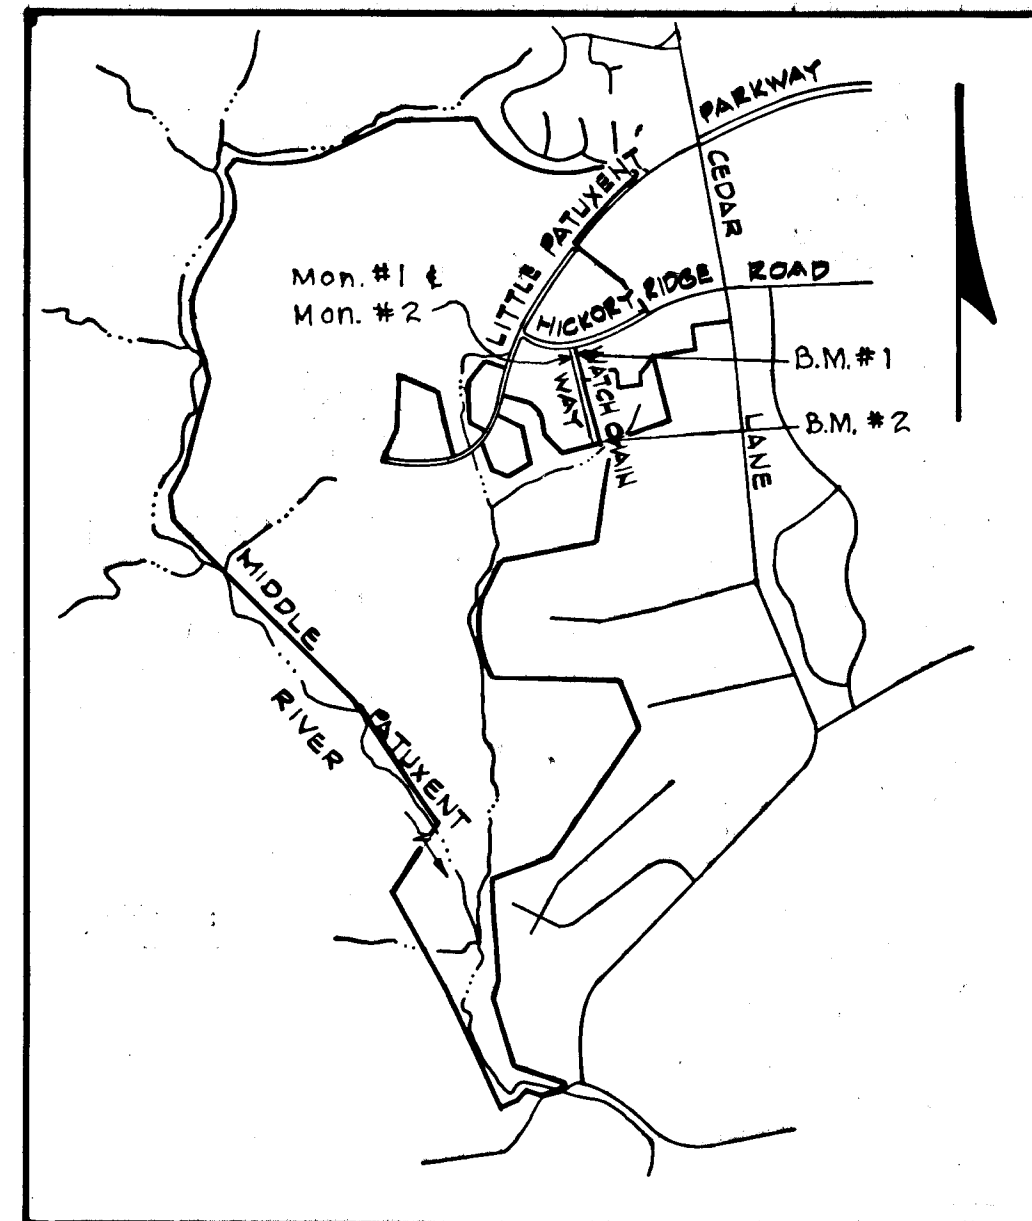 PARKWAY
CEDAR
LITTLE PATUXENT
HICKORY RIDGE ROAD
Mon. #1 &
Mon. #2
WATCH CHAIN
WAY
B.M. #1
B.M. #2
LANE
MIDDLE
PATUXENT
RIVER